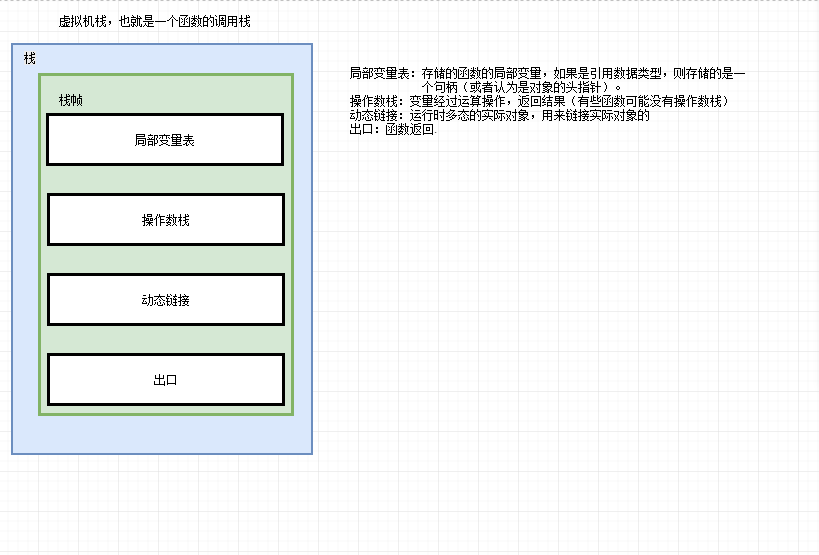 虚拟机栈，也就是一个函数的调用栈
栈
栈帧
局部变量表
操作数栈
动态链接
出口
局部变量表：存储的函数的局部变量，如果是引用数据类型，则存储的是一
个句柄（或者认为是对象的头指针）。
操作数栈：变量经过运算操作，返回结果（有些函数可能没有操作数栈）
动态链接：运行时多态的实际对象，用来链接实际对象的
出口：函数返回.